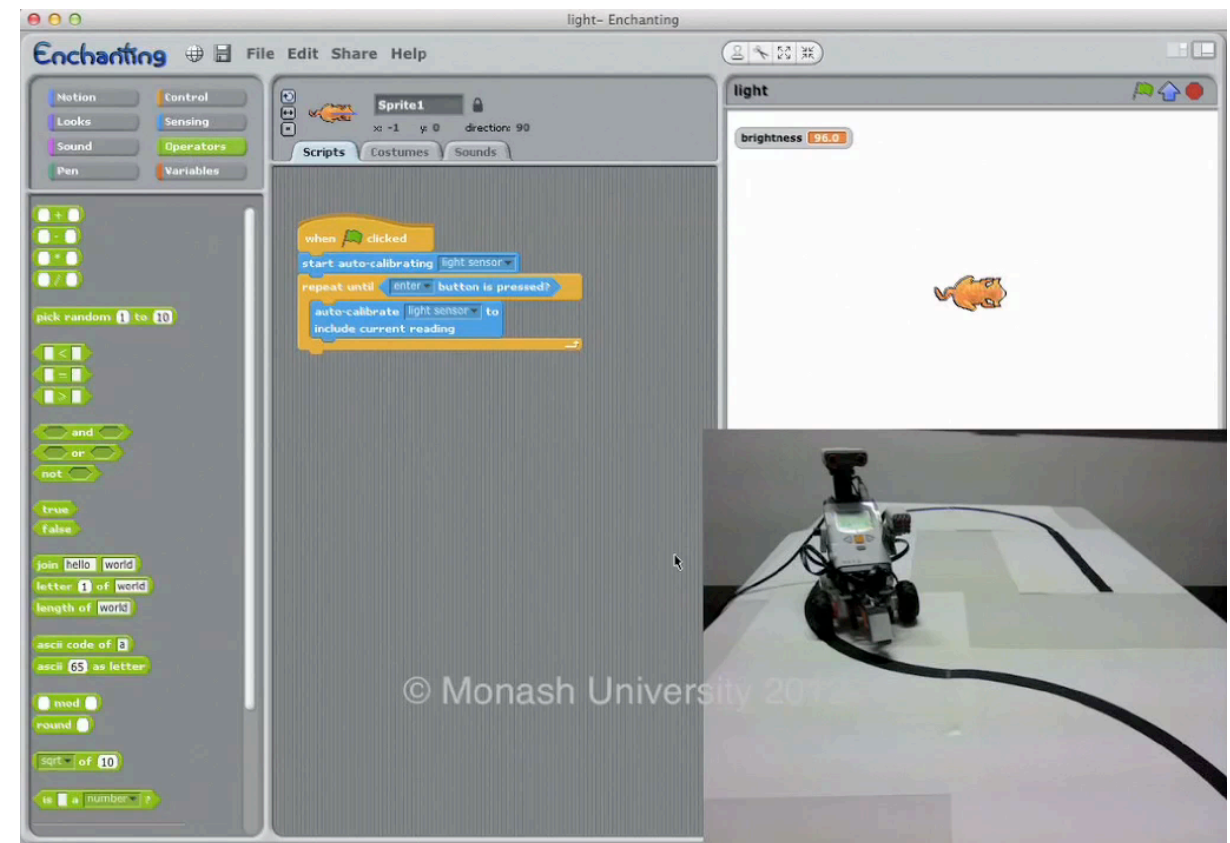 light- Enchanting
Enchanting
File Edit Share Help
Motion Control
Looks Sensing
Sound Operators
Pen Variables
Sprite1
x: -1 y: 0 direction: 90
Scripts Costumes Sounds
light
brightness 96.0
+
-
*
/
pick random 1 to 10
<
=
>
and
or
not
true
false
join hello world
letter 1 of world
length of world
ascii code of a
ascii 65 as letter
mod
round
sqrt of 10
is a number ?
when clicked
start auto-calibrating light sensor
repeat until enter button is pressed?
auto-calibrate light sensor to
include current reading
© Monash University 2012